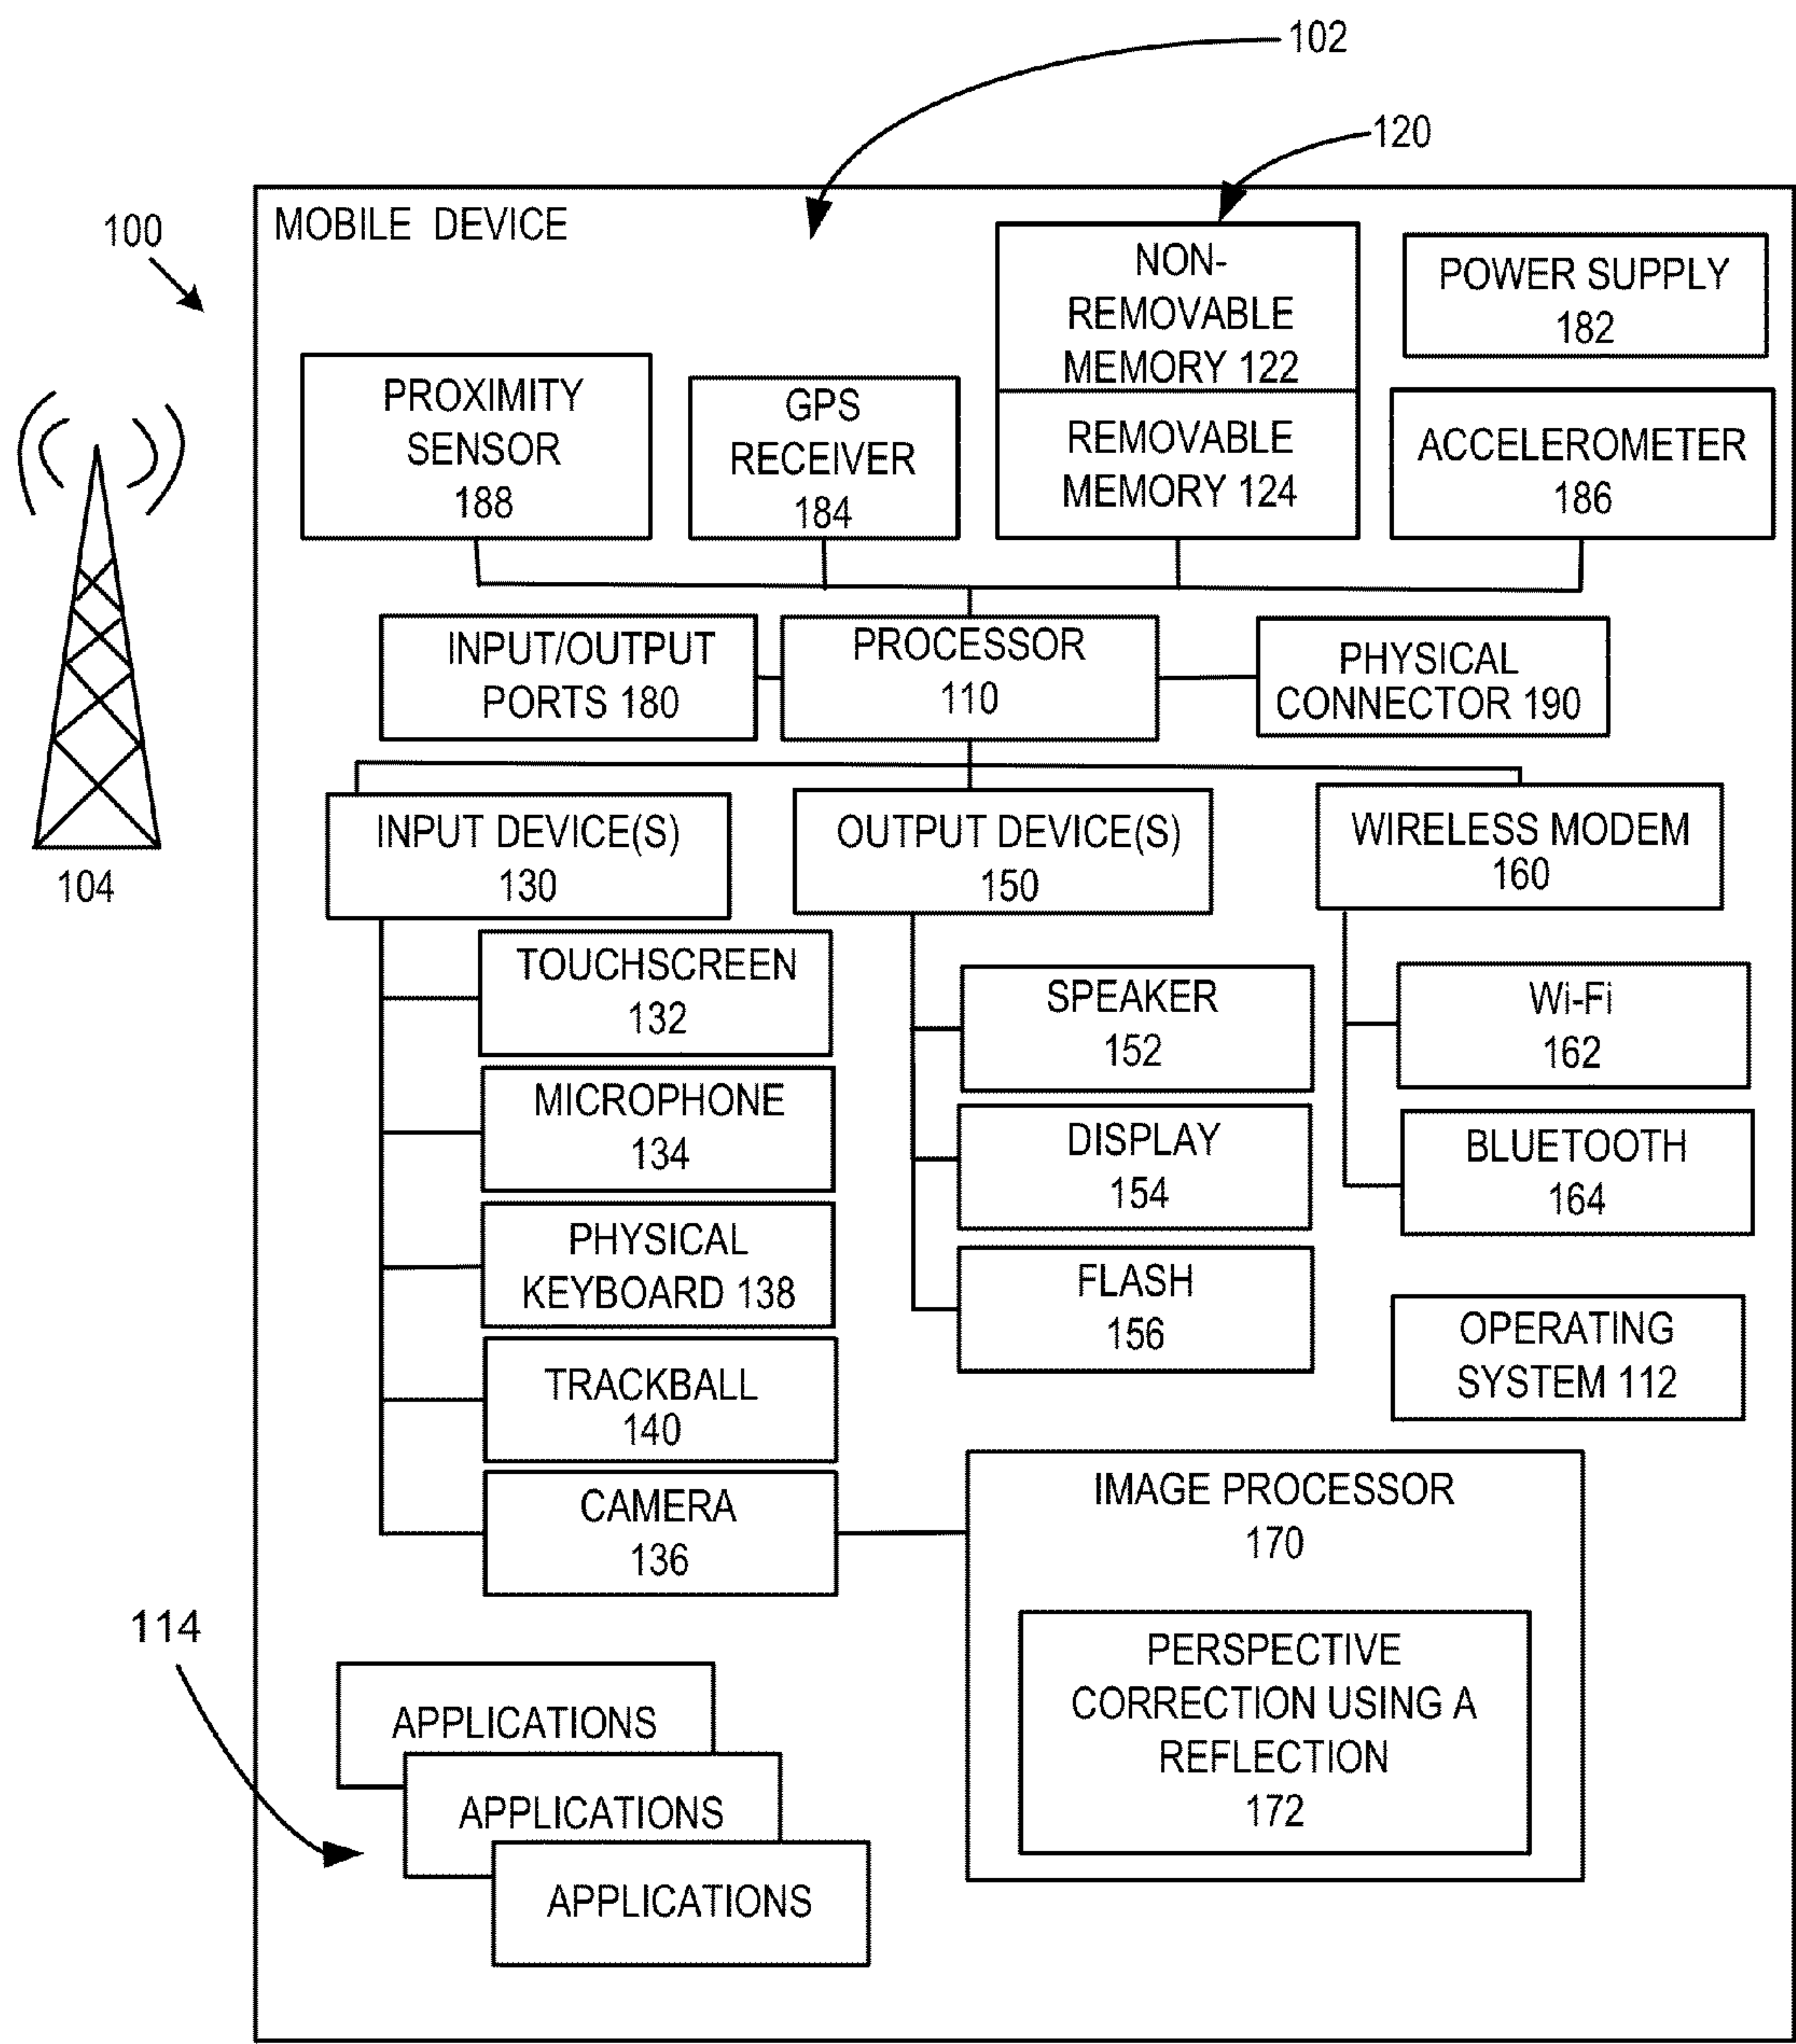 102
120
100
MOBILE DEVICE
NON-
REMOVABLE
MEMORY 122
REMOVABLE
MEMORY 124
POWER SUPPLY
182
PROXIMITY
SENSOR
188
GPS
RECEIVER
184
ACCELEROMETER
186
INPUT/OUTPUT
PORTS 180
PROCESSOR
110
PHYSICAL
CONNECTOR 190
104
INPUT DEVICE(S)
130
OUTPUT DEVICE(S)
150
WIRELESS MODEM
160
TOUCHSCREEN
132
MICROPHONE
134
PHYSICAL
KEYBOARD 138
TRACKBALL
140
CAMERA
136
SPEAKER
152
DISPLAY
154
FLASH
156
Wi-Fi
162
BLUETOOTH
164
OPERATING
SYSTEM 112
IMAGE PROCESSOR
170
PERSPECTIVE
CORRECTION USING A
REFLECTION
172
114
APPLICATIONS
APPLICATIONS
APPLICATIONS